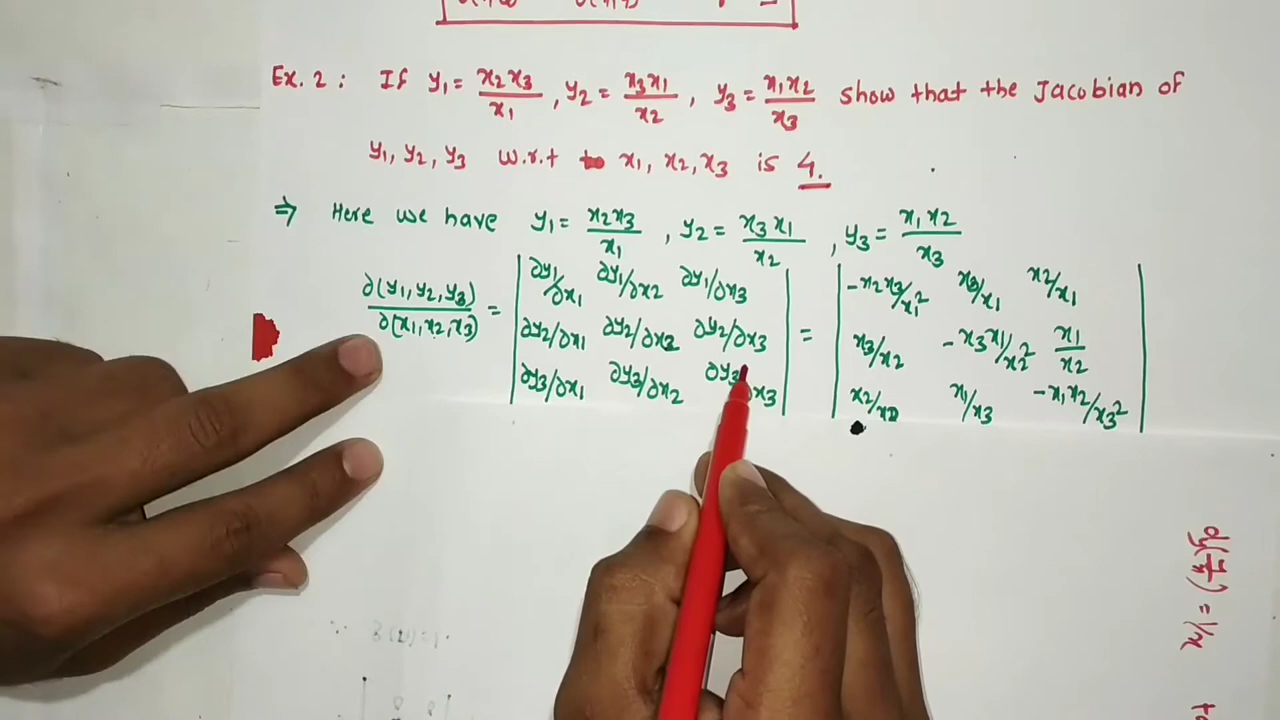 Ex. 2 : If y₁ = x₂x₃/x₁ , y₂ = x₃x₁/x₂ , y₃ = x₁x₂/x₃ show that the Jacobian of
y₁, y₂, y₃ w.r.t x₁, x₂, x₃ is 4.
⇒ Here we have y₁ = x₂x₃/x₁ , y₂ = x₃x₁/x₂ , y₃ = x₁x₂/x₃
∂(y₁,y₂,y₃)/∂(x₁,x₂,x₃) = | ∂y₁/∂x₁ ∂y₁/∂x₂ ∂y₁/∂x₃ | = | -x₂x₃/x₁² x₃/x₁ x₂/x₁ |
| ∂y₂/∂x₁ ∂y₂/∂x₂ ∂y₂/∂x₃ | | x₃/x₂ -x₃x₁/x₂² x₁/x₂ |
| ∂y₃/∂x₁ ∂y₃/∂x₂ ∂y₃/∂x₃ | | x₂/ x₁/x₃ -x₁x₂/x₃² |